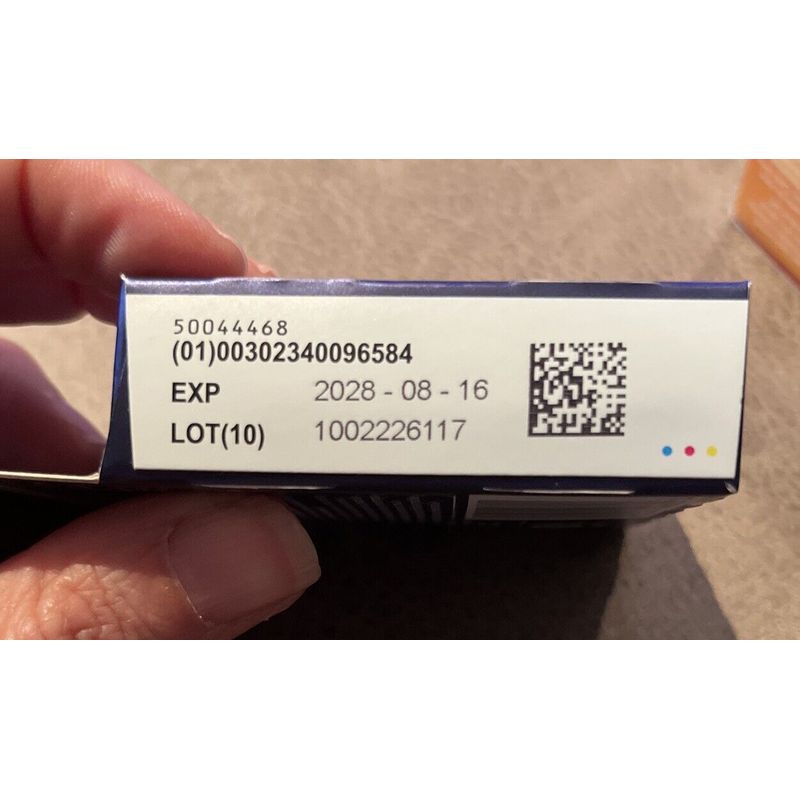 50044468
(01)00302340096584
EXP 2028 - 08 - 16
LOT(10) 1002226117